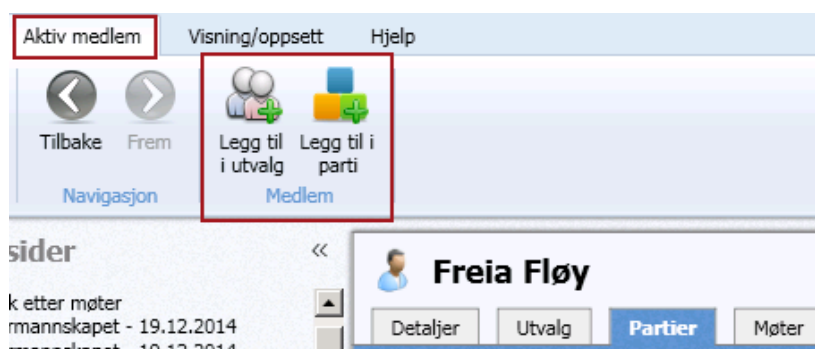 Aktiv medlem Visning/oppsett Hjelp
Tilbake Frem Legg til i utvalg Legg til i parti
Navigasjon Medlem
sider
k etter møter
rmannskapet - 19.12.2014
Freia Fløy
Detaljer Utvalg Partier Møter